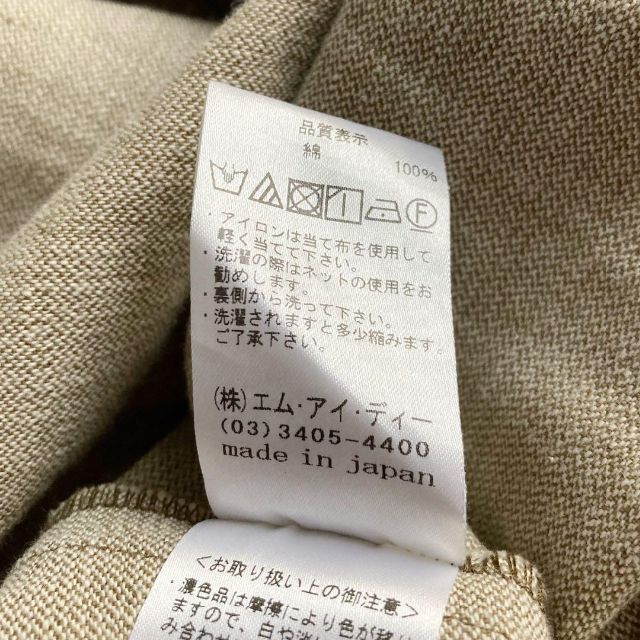 品質表示
綿 100%
F
・アイロンは当て布を使用して
軽く当てて下さい。
・洗濯の際はネットの使用をお
勧めします。
・裏側から洗って下さい。
・洗濯されますと多少縮みます。
ご了承下さい。
(株)エム・アイ・ディー
(03)3405-4400
made in japan
<お取り扱い上の御注意>
・濃色品は摩擦により色が移り
ますので、白や淡
み合わせ